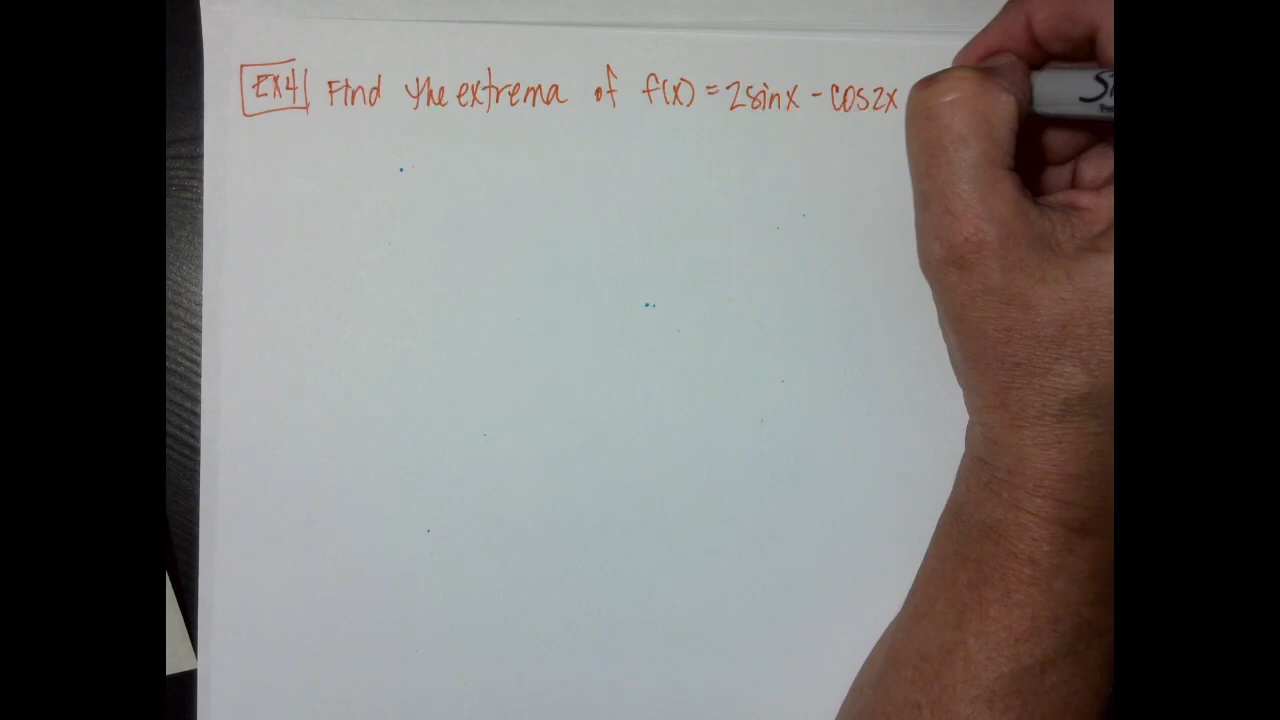 EX4 Find the extrema of f(x) = 2sinx - cos2x